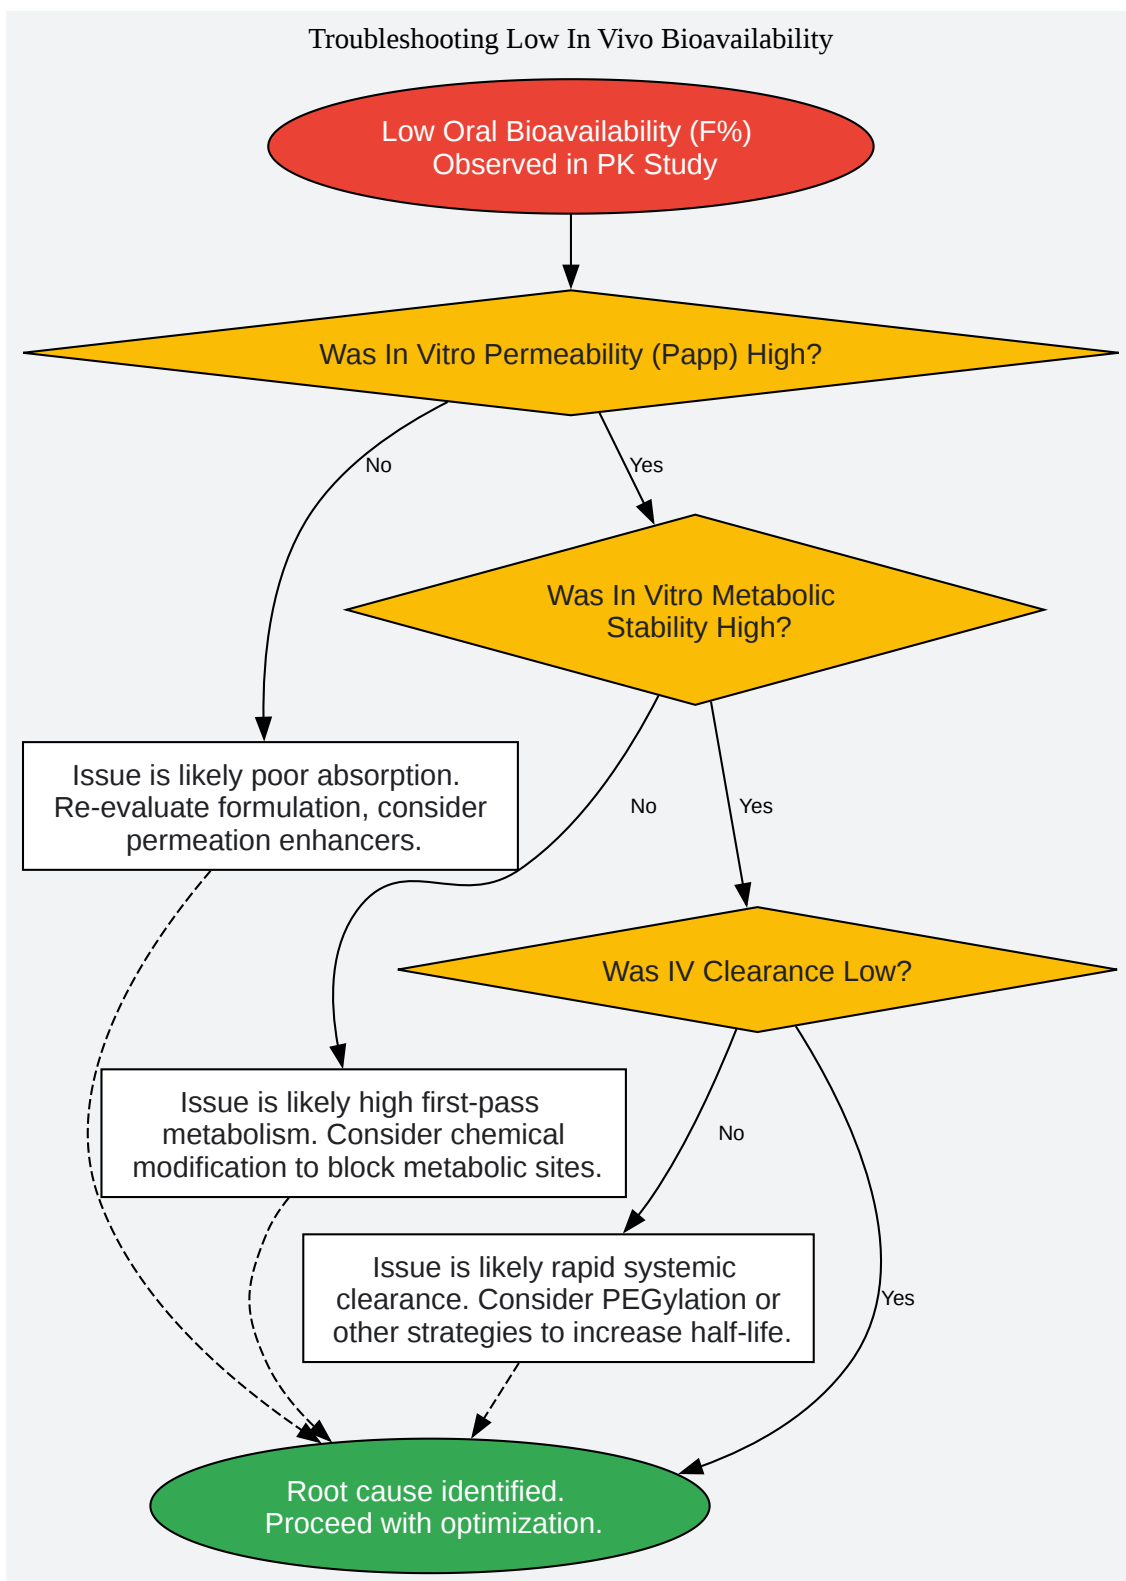 Troubleshooting Low In Vivo Bioavailability
Low Oral Bioavailability (F%)
Observed in PK Study
Was In Vitro Permeability (Papp) High?
No
Yes
Was In Vitro Metabolic
Stability High?
Issue is likely poor absorption.
Re-evaluate formulation, consider
permeation enhancers.
No
Yes
Was IV Clearance Low?
Issue is likely high first-pass
metabolism. Consider chemical
modification to block metabolic sites.
No
Issue is likely rapid systemic
clearance. Consider PEGylation or
other strategies to increase half-life.
Yes
Root cause identified.
Proceed with optimization.